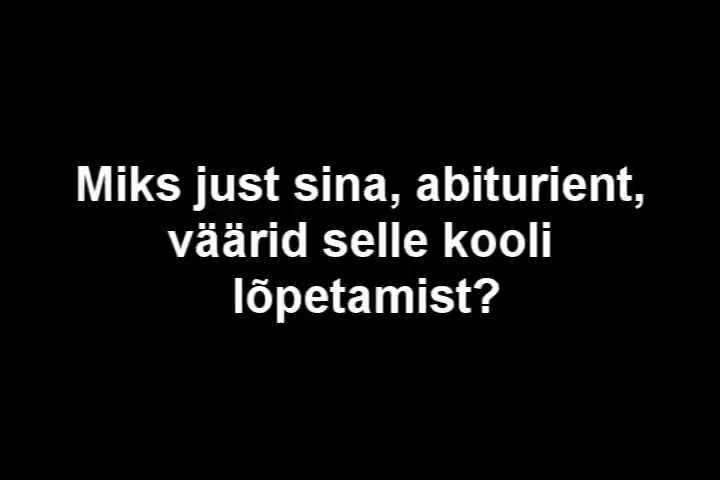 Miks just sina, abiturient,
väärid selle kooli
lõpetamist?